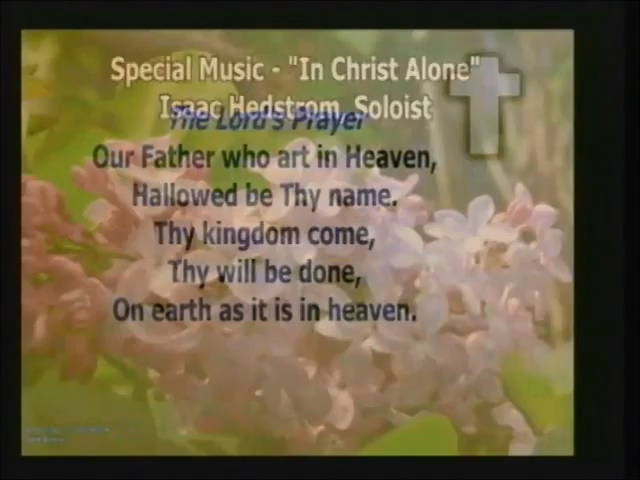 Special Music - "In Christ Alone"
Isaac Hedstrom, Soloist
The Lord's Prayer
Our Father who art in Heaven,
Hallowed be Thy name.
Thy kingdom come,
Thy will be done,
On earth as it is in heaven.